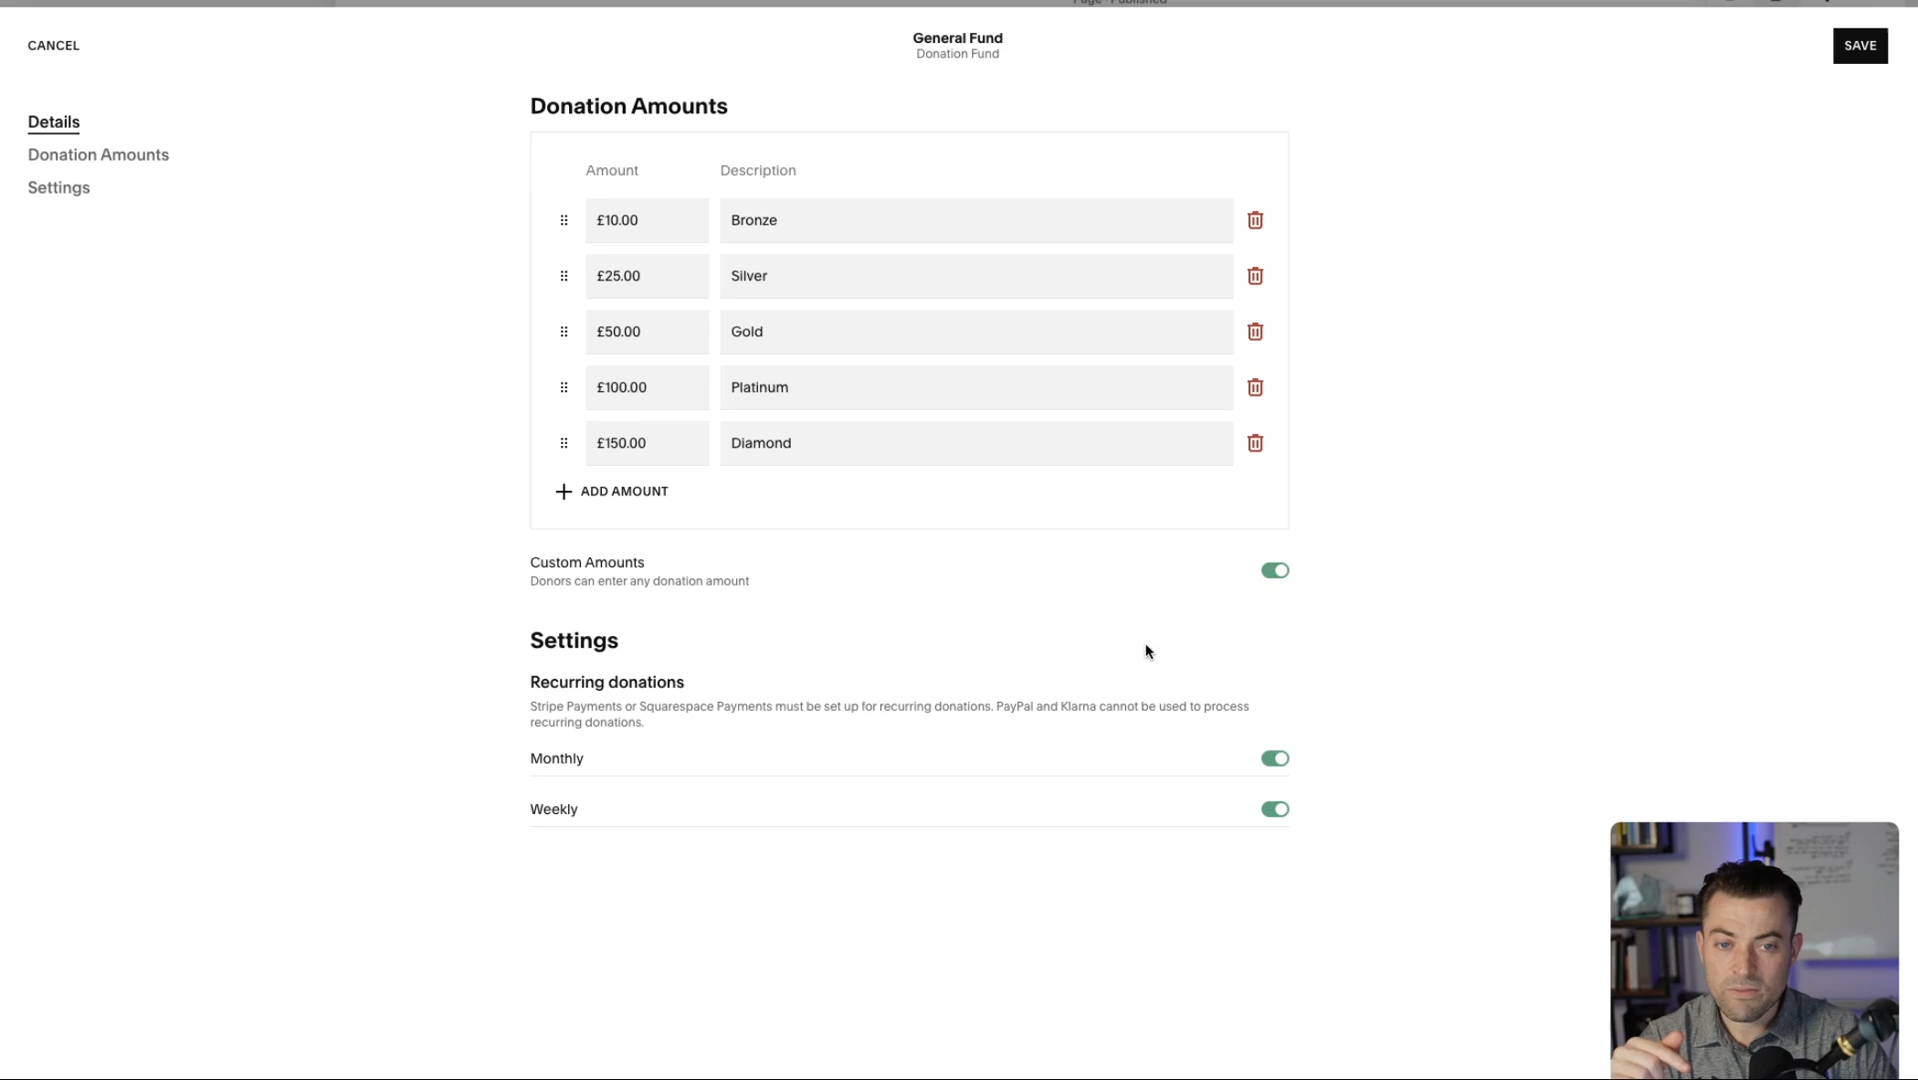 Page · Published
CANCEL
General Fund
Donation Fund
SAVE
Details
Donation Amounts
Settings
Donation Amounts
Amount
Description
£10.00
Bronze
£25.00
Silver
£50.00
Gold
£100.00
Platinum
£150.00
Diamond
ADD AMOUNT
Custom Amounts
Donors can enter any donation amount
Settings
Recurring donations
Stripe Payments or Squarespace Payments must be set up for recurring donations. PayPal and Klarna cannot be used to process
recurring donations.
Monthly
Weekly